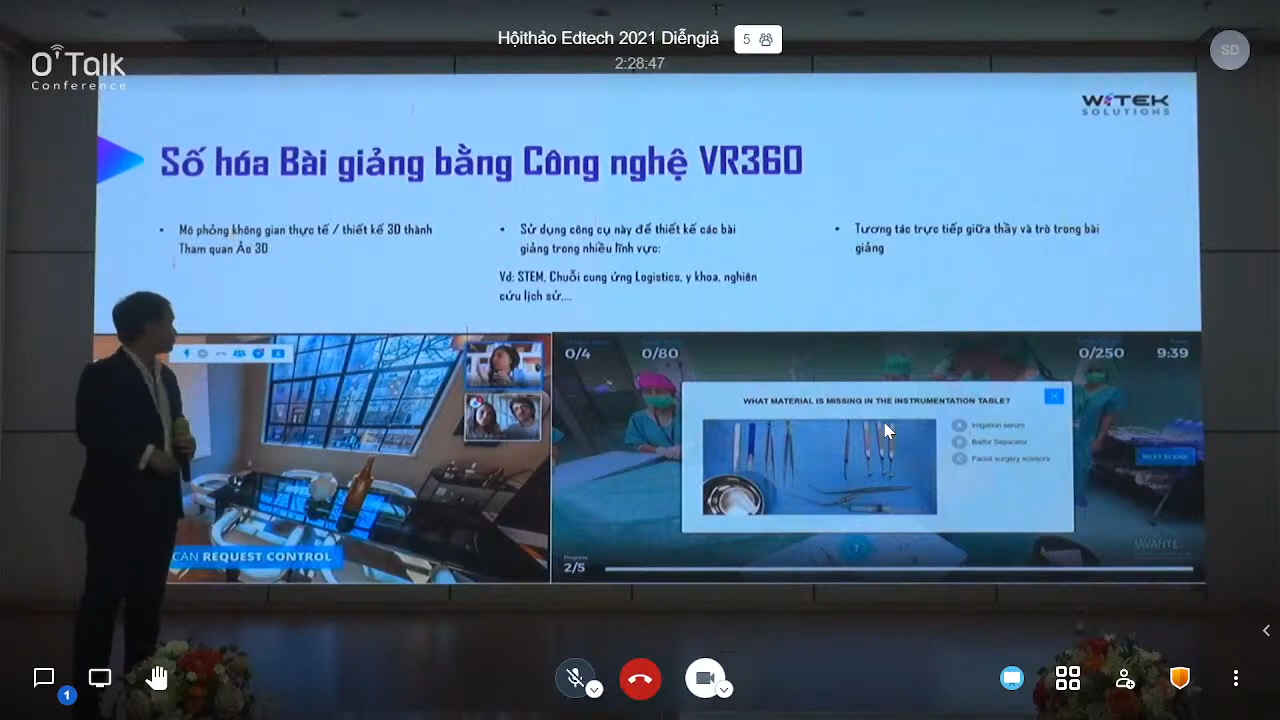 O'Talk
Conference
Hộithảo Edtech 2021 Diễngiả
5
2:28:47
SD
W TEK
SOLUTIONS
Số hóa Bài giảng bằng Công nghệ VR360
• Mô phỏng không gian thực tế / thiết kế 3D thành
Tham quan Ảo 3D
• Sử dụng công cụ này để thiết kế các bài
giảng trong nhiều lĩnh vực:
Vd: STEM, Chuỗi cung ứng Logistics, y khoa, nghiên
cứu lịch sử,...
• Tương tác trực tiếp giữa thầy và trò trong bài
giảng
CAN REQUEST CONTROL
0/4
0/80
0/250
9:39
WHAT MATERIAL IS MISSING IN THE INSTRUMENTATION TABLE?
A Irrigation serum
B Balfor Separator
C Facial surgery scissors
NEXT SCENE
IAVANTE
Progress
2/5
1